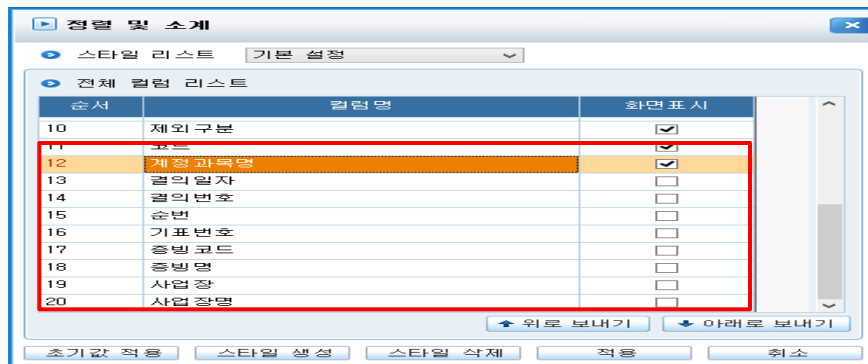 정렬 및 소계
스타일 리스트 기본 설정
전체 컬럼 리스트
순서 컬럼명 화면표시
10 제외구분
11 코드
12 계정과목명
13 결의일자
14 결의번호
15 순번
16 기표번호
17 증빙코드
18 증빙명
19 사업장
20 사업장명
위로 보내기 아래로 보내기
초기값 적용 스타일 생성 스타일 삭제 적용 취소